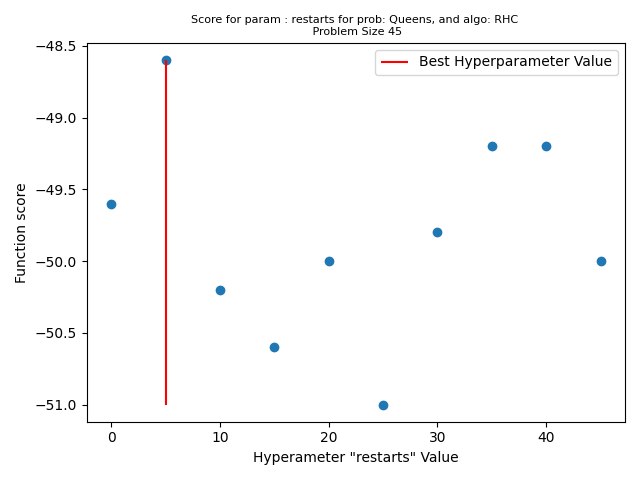 Score for param : restarts for prob: Queens, and algo: RHC
Problem Size 45
Best Hyperparameter Value
−48.5
−49.0
−49.5
−50.0
−50.5
−51.0
Function score
0
10
20
30
40
Hyperameter "restarts" Value